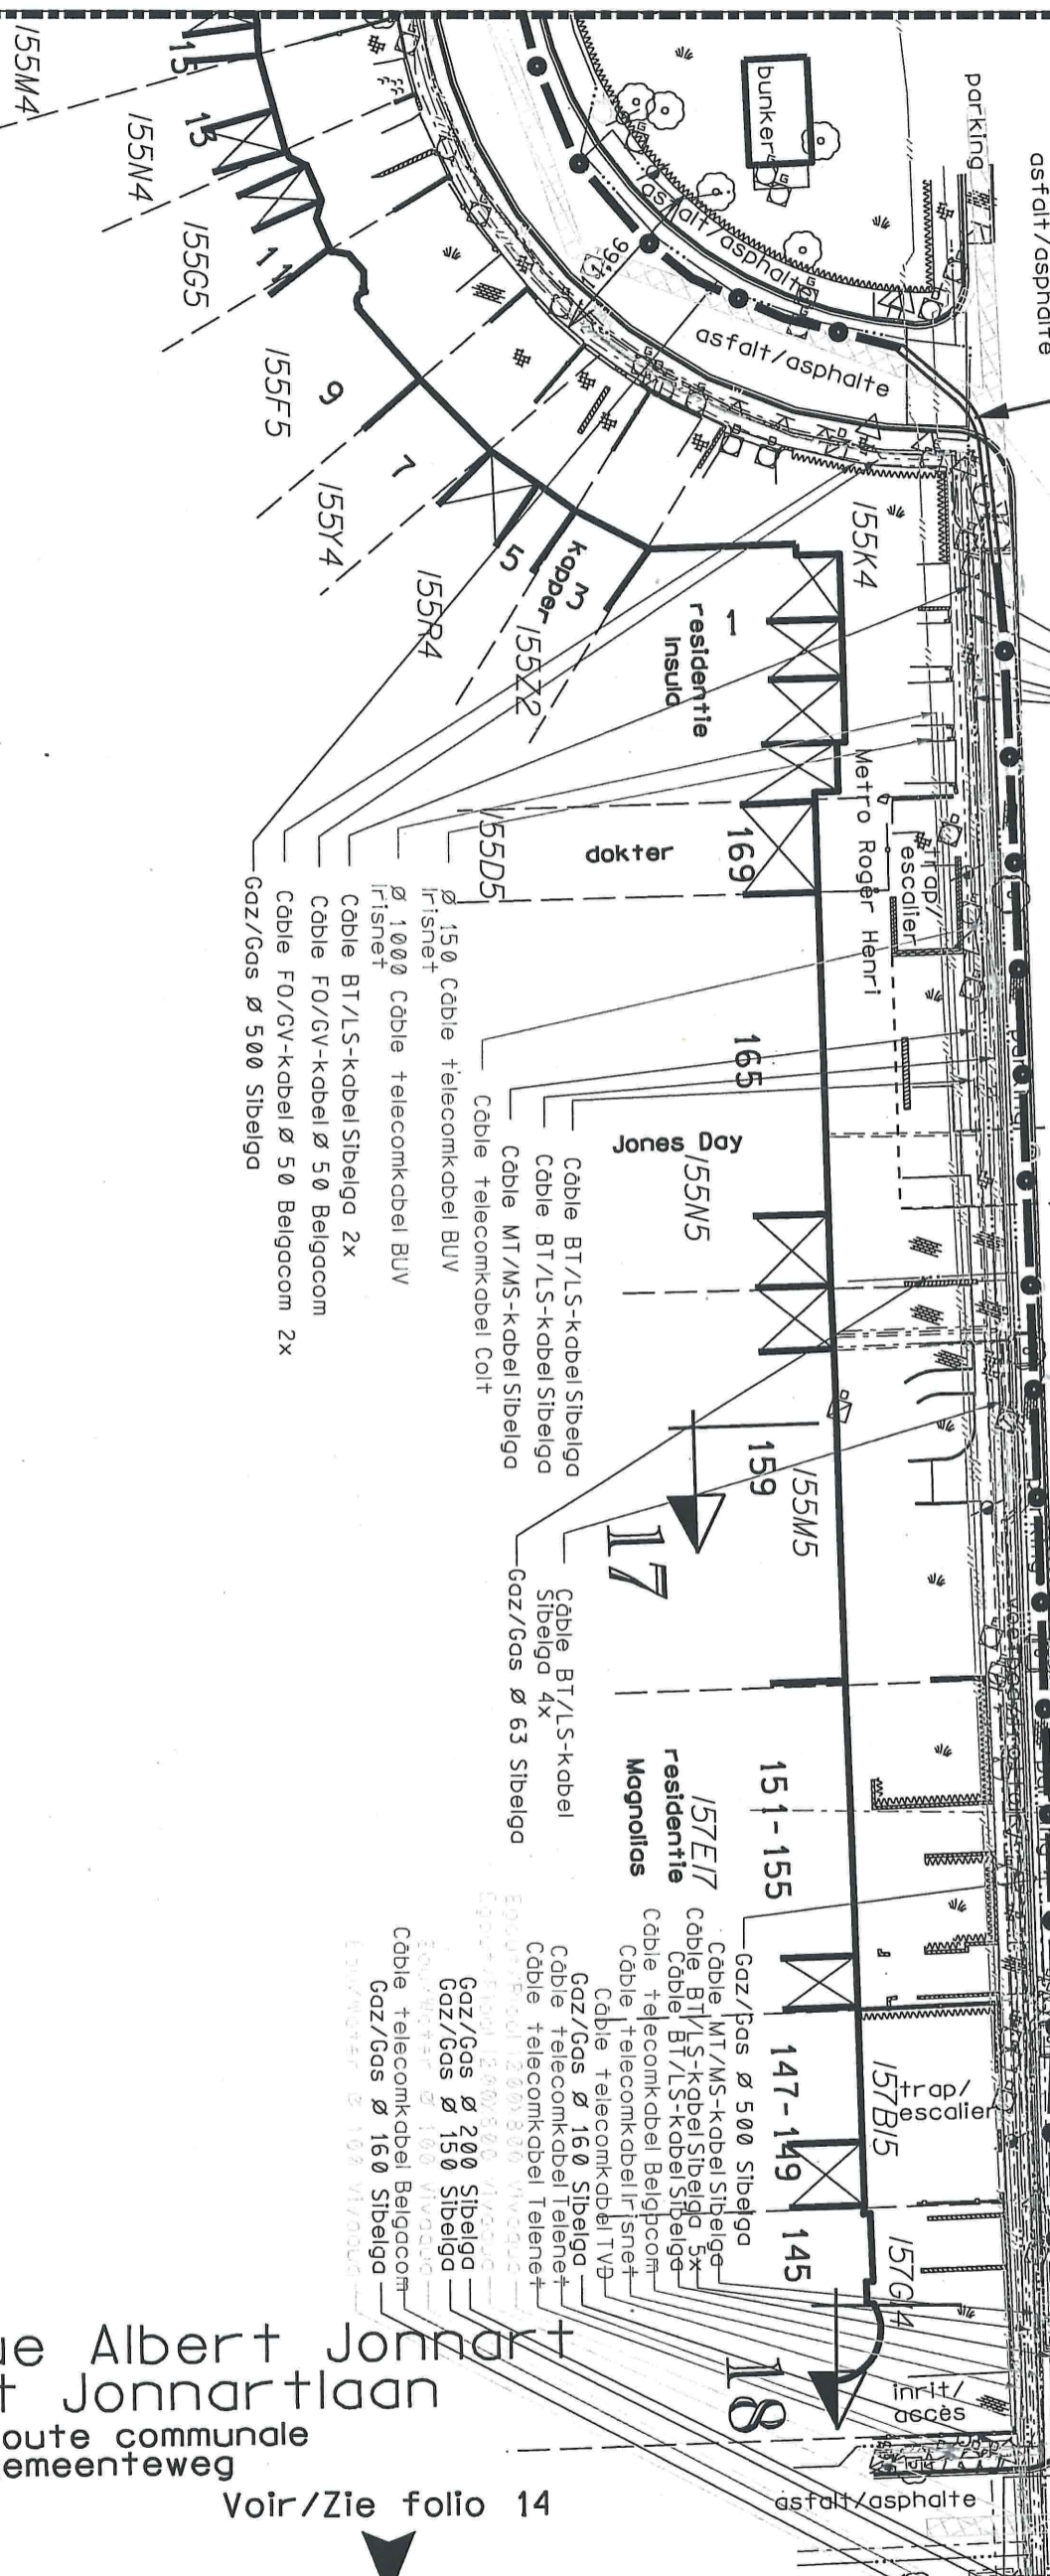 asfalt/asphalte
parking
bunker
asfalt/asphalte
1,66
asfalt/asphalte
155M4
15
155N4
13
155G5
11
155F5
9
155Y4
7
155R4
5
155Z2
kapper
3
155K4
1
residentie
Insula
Metro Roger Henri
trap/
escalier
155D5
dokter
169
165
Jones Day
155N5
159
155M5
17
Gaz/Gas Ø 500 Sibelga
Câble FO/GV-kabel Ø 50 Belgacom 2x
Câble FO/GV-kabel Ø 50 Belgacom
Câble BT/LS-kabel Sibelga 2x
Ø 1000 Câble telecomkabel BUV
Irisnet
Ø 150 Câble telecomkabel BUV
Irisnet
Câble telecomkabel Colt
Câble MT/MS-kabel Sibelga
Câble BT/LS-kabel Sibelga
Câble BT/LS-kabel Sibelga
Câble BT/LS-kabel
Sibelga 4x
Gaz/Gas Ø 63 Sibelga
151-155
157E17
residentie
Magnolias
147-149
157B15
trap/
escalier
145
157G14
18
inrit/
accès
asfalt/asphalte
Gaz/Gas Ø 500 Sibelga
Câble MT/MS-kabel Sibelga
Câble BT/LS-kabel Sibelga 5x
Câble BT/LS-kabel Sibelga
Câble telecomkabel Belgacom
Câble telecomkabel Irisnet
Câble telecomkabel TVD
Gaz/Gas Ø 160 Sibelga
Câble telecomkabel Telenet
Câble telecomkabel Telenet
Gaz/Gas Ø 200 Sibelga
Gaz/Gas Ø 150 Sibelga
Câble telecomkabel Belgacom
Gaz/Gas Ø 160 Sibelga
ue Albert Jonnart
t Jonnartlaan
oute communale
emeenteweg
Voir/Zie folio 14